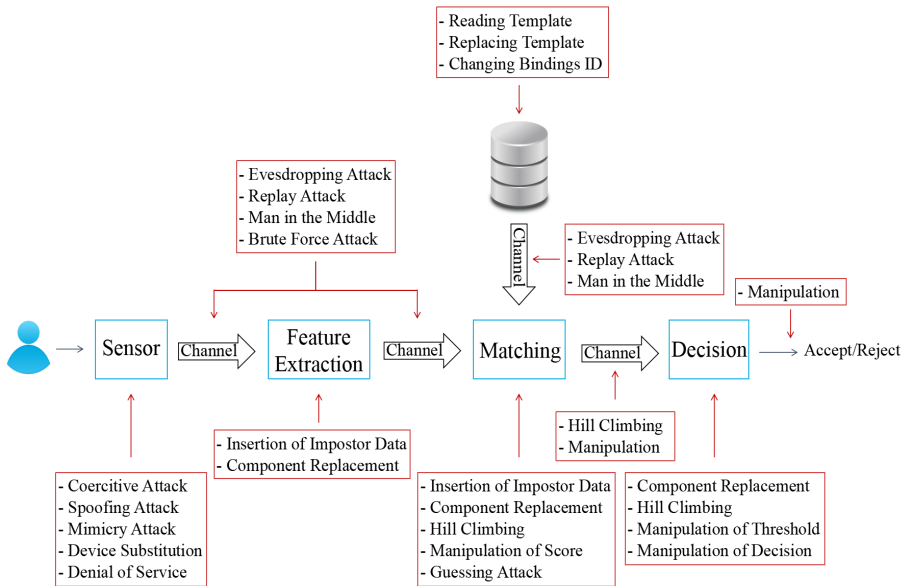 - Reading Template
- Replacing Template
- Changing Bindings ID
- Evesdropping Attack
- Replay Attack
- Man in the Middle
- Brute Force Attack
Channel
- Evesdropping Attack
- Replay Attack
- Man in the Middle
- Manipulation
Sensor
Channel
Feature
Extraction
Channel
Matching
Channel
Decision
Accept/Reject
- Insertion of Impostor Data
- Component Replacement
- Hill Climbing
- Manipulation
- Coercitive Attack
- Spoofing Attack
- Mimicry Attack
- Device Substitution
- Denial of Service
- Insertion of Impostor Data
- Component Replacement
- Hill Climbing
- Manipulation of Score
- Guessing Attack
- Component Replacement
- Hill Climbing
- Manipulation of Threshold
- Manipulation of Decision